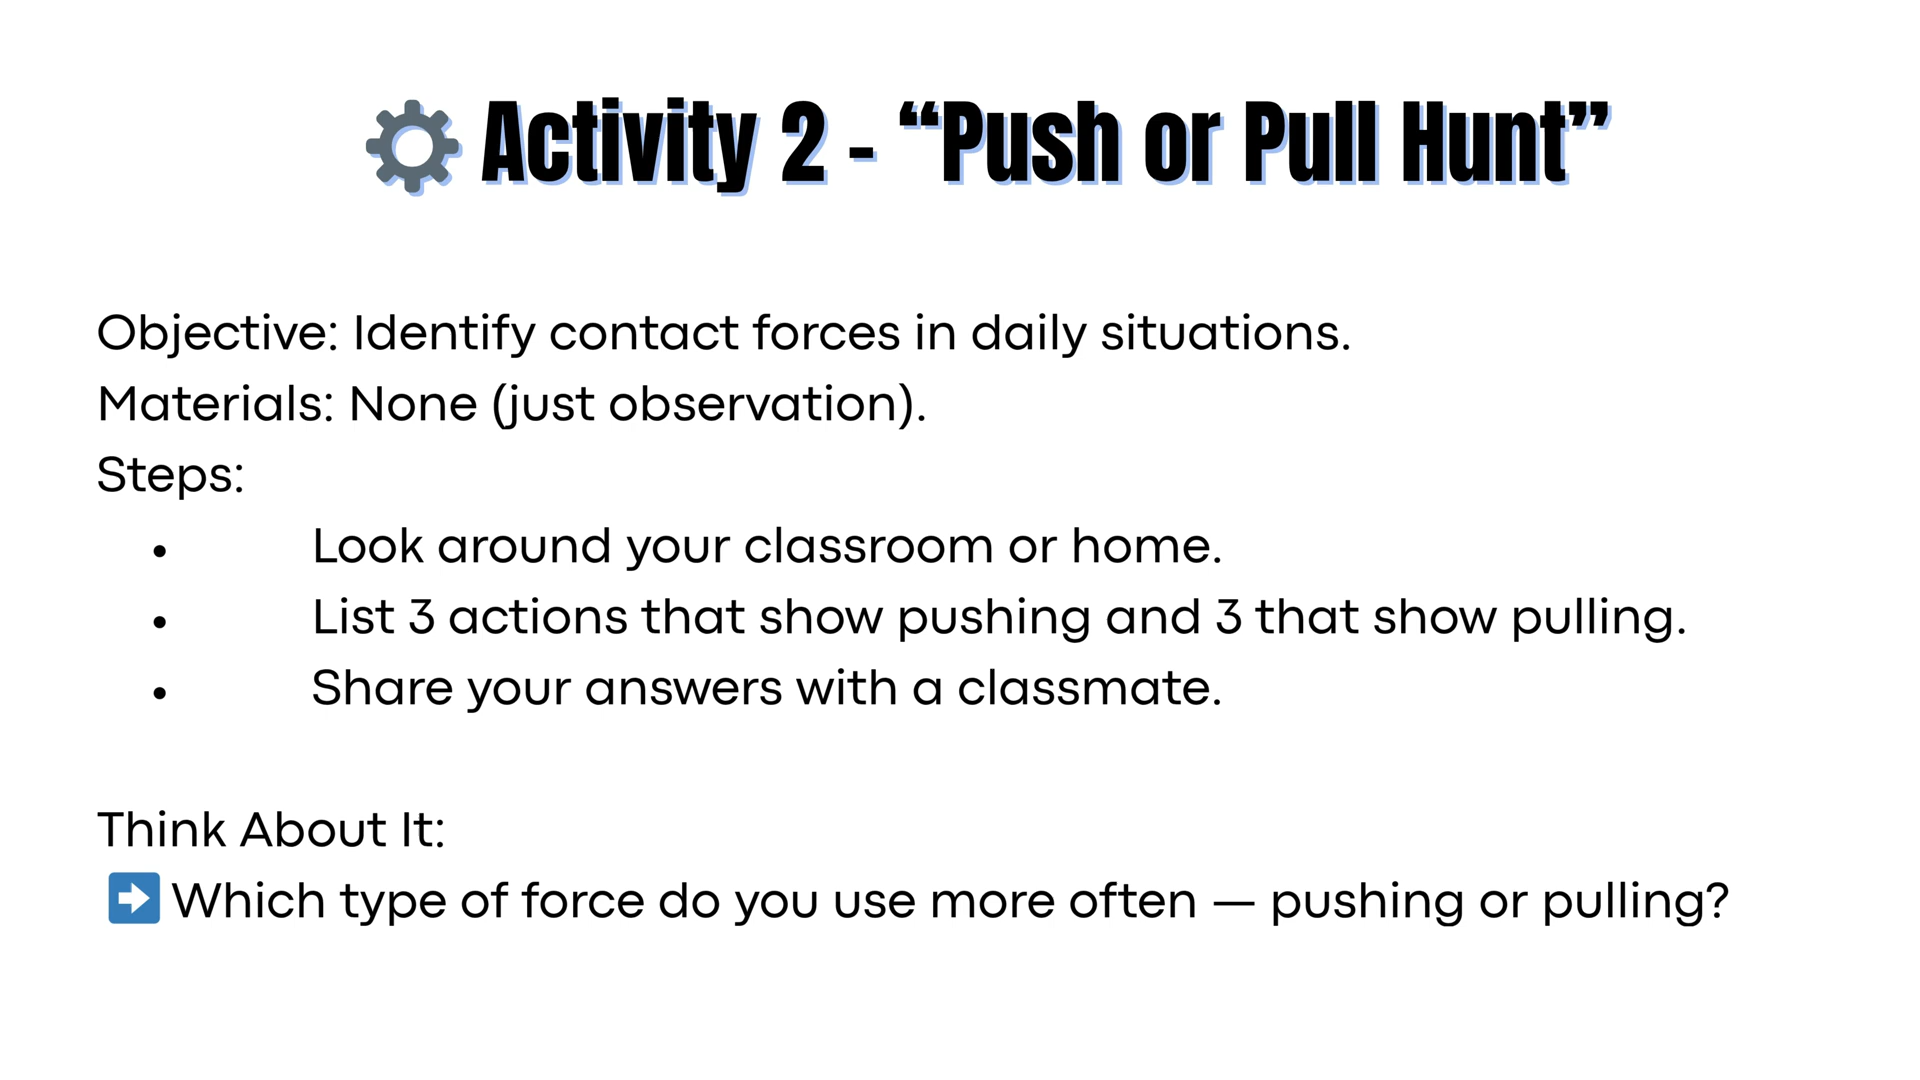 ⚙️ Activity 2 - “Push or Pull Hunt”
Objective: Identify contact forces in daily situations.
Materials: None (just observation).
Steps:
• Look around your classroom or home.
• List 3 actions that show pushing and 3 that show pulling.
• Share your answers with a classmate.
Think About It:
➡️ Which type of force do you use more often — pushing or pulling?